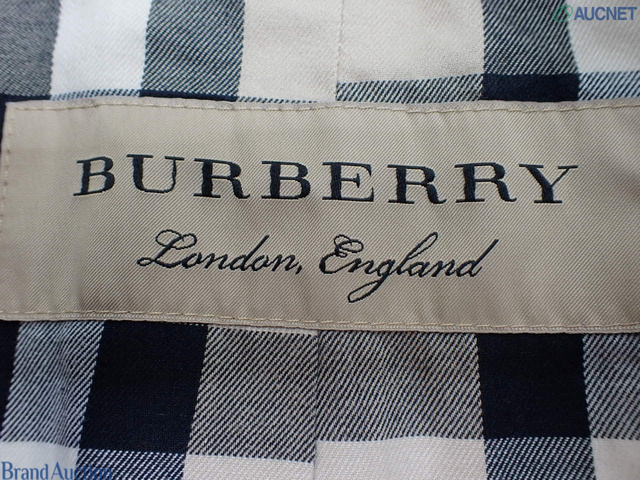 AUCNET
BURBERRY
London, England
Brand Auction